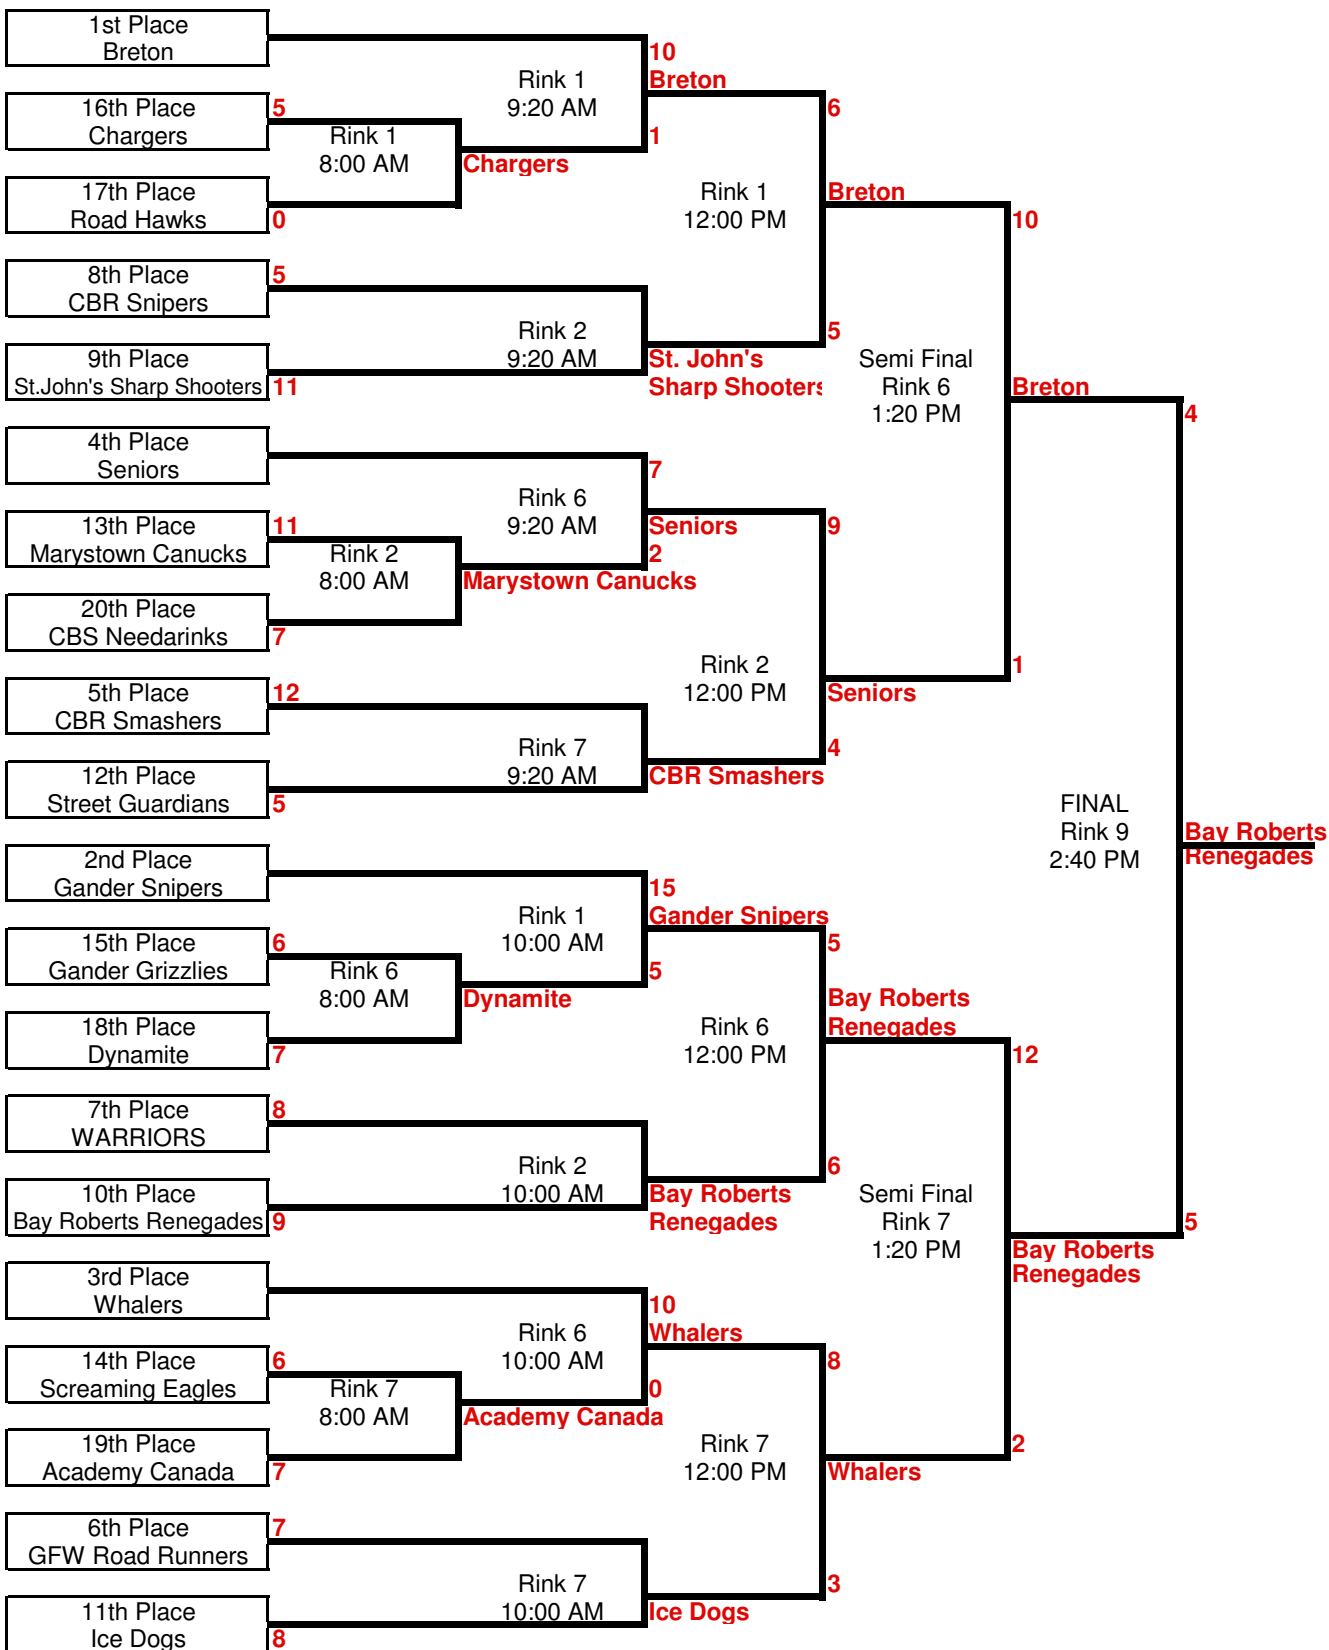 1st Place
Breton
10
Rink 1
9:20 AM
Breton
16th Place
Chargers
5
6
Rink 1
8:00 AM
1
Chargers
17th Place
Road Hawks
0
Rink 1
12:00 PM
Breton
10
8th Place
CBR Snipers
5
Rink 2
9:20 AM
5
9th Place
St.John's Sharp Shooters
11
St. John's
Sharp Shooters
Semi Final
Rink 6
1:20 PM
Breton
4
4th Place
Seniors
7
Rink 6
9:20 AM
Seniors
9
13th Place
Marystown Canucks
11
Rink 2
8:00 AM
2
Marystown Canucks
20th Place
CBS Needarinks
7
Rink 2
12:00 PM
1
Seniors
5th Place
CBR Smashers
12
Rink 7
9:20 AM
4
CBR Smashers
12th Place
Street Guardians
5
FINAL
Rink 9
2:40 PM
Bay Roberts
Renegades
2nd Place
Gander Snipers
15
Rink 1
10:00 AM
Gander Snipers
5
15th Place
Gander Grizzlies
6
Rink 6
8:00 AM
5
Dynamite
Bay Roberts
Renegades
18th Place
Dynamite
7
Rink 6
12:00 PM
12
7th Place
WARRIORS
8
Rink 2
10:00 AM
6
10th Place
Bay Roberts Renegades
9
Bay Roberts
Renegades
Semi Final
Rink 7
1:20 PM
5
Bay Roberts
Renegades
3rd Place
Whalers
10
Rink 6
10:00 AM
Whalers
8
14th Place
Screaming Eagles
6
Rink 7
8:00 AM
0
Academy Canada
19th Place
Academy Canada
7
Rink 7
12:00 PM
2
Whalers
6th Place
GFW Road Runners
7
Rink 7
10:00 AM
3
Ice Dogs
11th Place
Ice Dogs
8